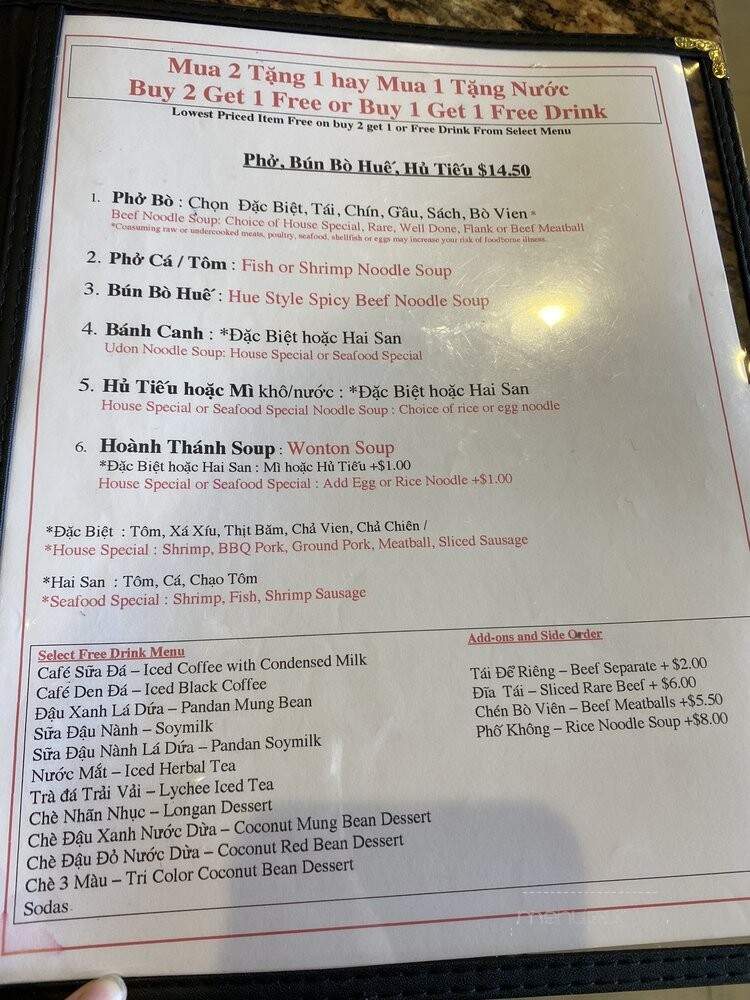 Mua 2 Tặng 1 hay Mua 1 Tặng Nước
Buy 2 Get 1 Free or Buy 1 Get 1 Free Drink
Lowest Priced Item Free on buy 2 get 1 or Free Drink From Select Menu
Phở, Bún Bò Huế, Hủ Tiếu $14.50
1. Phở Bò : Chọn Đặc Biệt, Tái, Chín, Gầu, Sách, Bò Vien *
Beef Noodle Soup: Choice of House Special, Rare, Well Done, Flank or Beef Meatball
*Consuming raw or undercooked meats, poultry, seafood, shellfish or eggs may increase your risk of foodborne illness.
2. Phở Cá / Tôm : Fish or Shrimp Noodle Soup
3. Bún Bò Huế : Hue Style Spicy Beef Noodle Soup
4. Bánh Canh : *Đặc Biệt hoặc Hai San
Udon Noodle Soup: House Special or Seafood Special
5. Hủ Tiếu hoặc Mì khô/nước : *Đặc Biệt hoặc Hai San
House Special or Seafood Special Noodle Soup : Choice of rice or egg noodle
6. Hoành Thánh Soup : Wonton Soup
*Đặc Biệt hoặc Hai San : Mì hoặc Hủ Tiếu +$1.00
House Special or Seafood Special : Add Egg or Rice Noodle +$1.00
*Đặc Biệt : Tôm, Xá Xíu, Thịt Băm, Chả Vien, Chả Chiên /
*House Special : Shrimp, BBQ Pork, Ground Pork, Meatball, Sliced Sausage
*Hai San : Tôm, Cá, Chạo Tôm
*Seafood Special : Shrimp, Fish, Shrimp Sausage
Select Free Drink Menu
Café Sữa Đá – Iced Coffee with Condensed Milk
Café Den Đá – Iced Black Coffee
Đậu Xanh Lá Dứa – Pandan Mung Bean
Sữa Đậu Nành – Soymilk
Sữa Đậu Nành Lá Dứa – Pandan Soymilk
Nước Mắt – Iced Herbal Tea
Trà đá Trải Vải – Lychee Iced Tea
Chè Nhãn Nhục – Longan Dessert
Chè Đậu Xanh Nước Dừa – Coconut Mung Bean Dessert
Chè Đậu Đỏ Nước Dừa – Coconut Red Bean Dessert
Chè 3 Màu – Tri Color Coconut Bean Dessert
Sodas
Add-ons and Side Order
Tái Để Riêng – Beef Separate + $2.00
Đĩa Tái – Sliced Rare Beef + $6.00
Chén Bò Viên – Beef Meatballs +$5.50
Phố Không – Rice Noodle Soup +$8.00